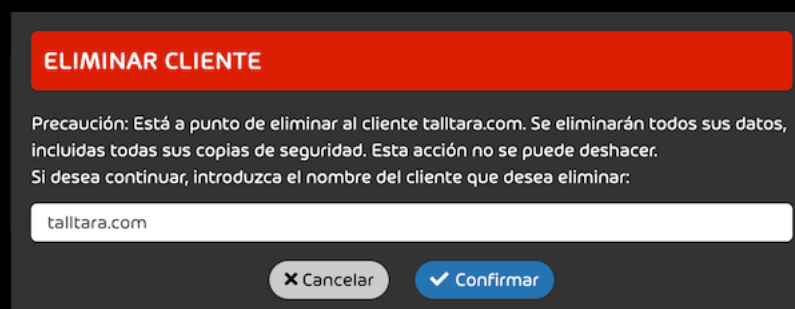 ELIMINAR CLIENTE
Precaución: Está a punto de eliminar al cliente talltara.com. Se eliminarán todos sus datos,
incluidas todas sus copias de seguridad. Esta acción no se puede deshacer.
Si desea continuar, introduzca el nombre del cliente que desea eliminar:
talltara.com
Cancelar
Confirmar